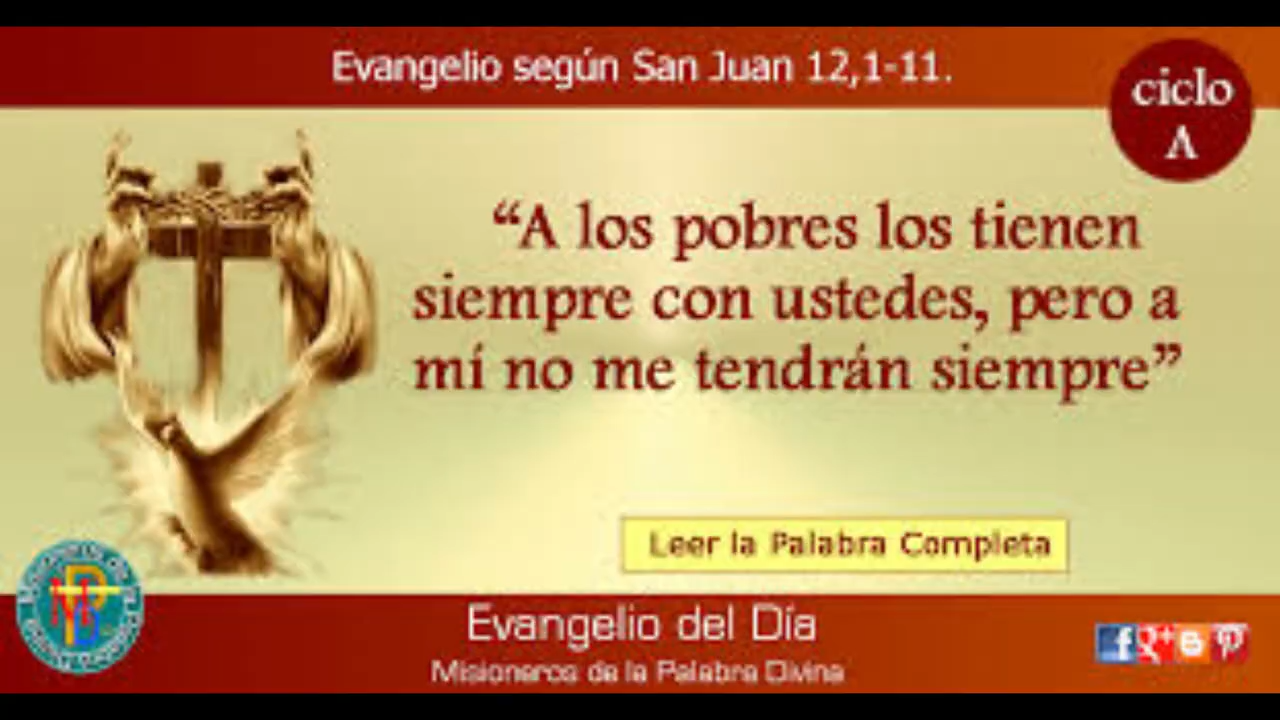 Evangelio según San Juan 12,1-11.
ciclo
A
“A los pobres los tienen
siempre con ustedes, pero a
mí no me tendrán siempre”
Leer la Palabra Completa
Evangelio del Día
Misioneros de la Palabra Divina